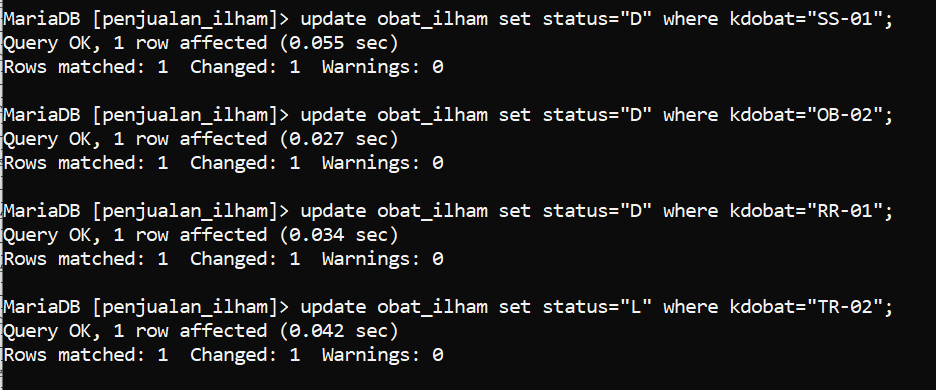 MariaDB [penjualan_ilham]> update obat_ilham set status="D" where kdobat="SS-01";
Query OK, 1 row affected (0.055 sec)
Rows matched: 1  Changed: 1  Warnings: 0

MariaDB [penjualan_ilham]> update obat_ilham set status="D" where kdobat="OB-02";
Query OK, 1 row affected (0.027 sec)
Rows matched: 1  Changed: 1  Warnings: 0

MariaDB [penjualan_ilham]> update obat_ilham set status="D" where kdobat="RR-01";
Query OK, 1 row affected (0.034 sec)
Rows matched: 1  Changed: 1  Warnings: 0

MariaDB [penjualan_ilham]> update obat_ilham set status="L" where kdobat="TR-02";
Query OK, 1 row affected (0.042 sec)
Rows matched: 1  Changed: 1  Warnings: 0